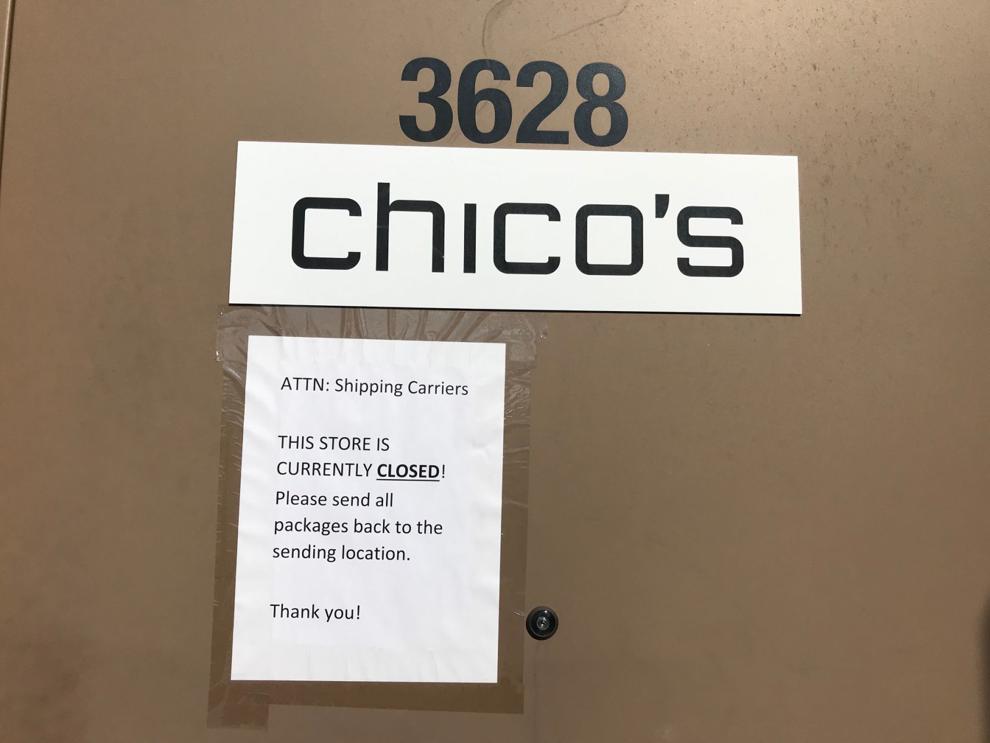 3628
chico's
ATTN: Shipping Carriers
THIS STORE IS
CURRENTLY CLOSED!
Please send all
packages back to the
sending location.
Thank you!